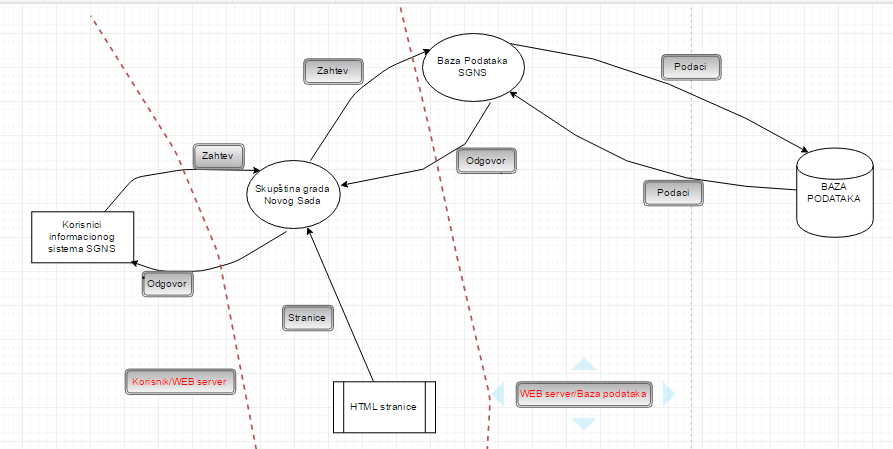 Zahtev
Baza Podataka
SGNS
Podaci
Zahtev
Odgovor
Skupština grada
Novog Sada
Podaci
BAZA
PODATAKA
Korisnici
informacionog
sistema SGNS
Odgovor
Stranice
Korisnik/WEB server
HTML stranice
WEB server/Baza podataka